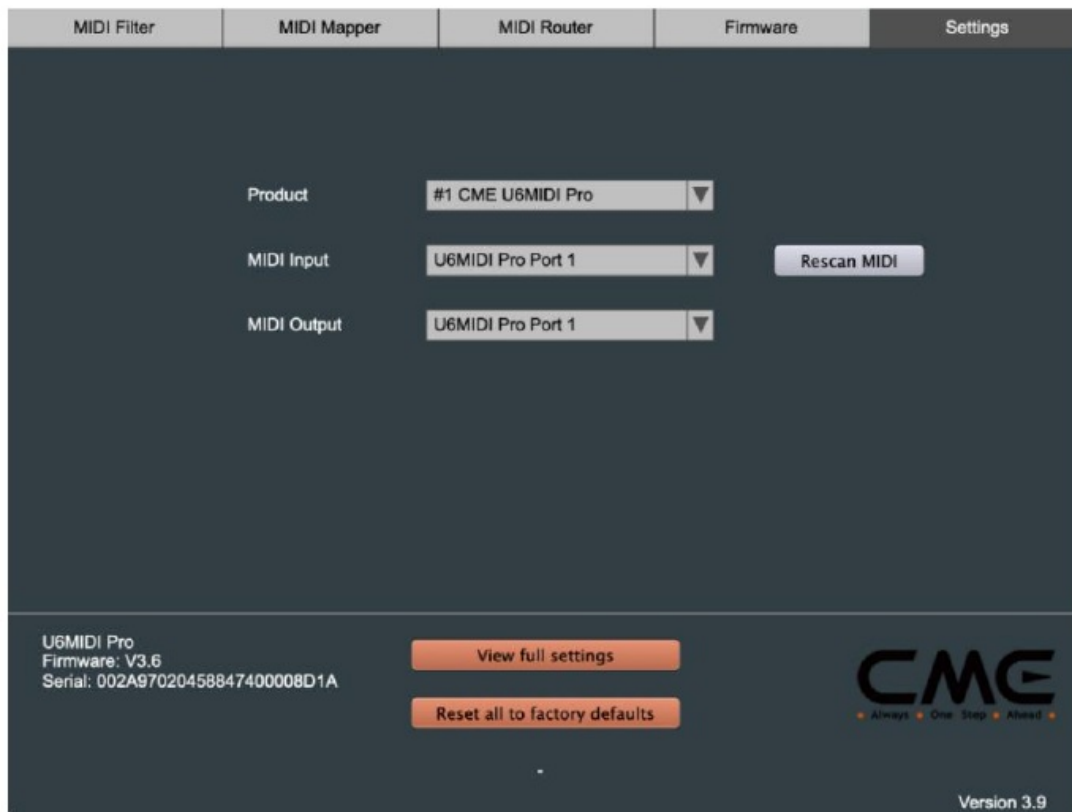 MIDI Filter MIDI Mapper MIDI Router Firmware Settings
Product #1 CME U6MIDI Pro
MIDI Input U6MIDI Pro Port 1 Rescan MIDI
MIDI Output U6MIDI Pro Port 1
U6MIDI Pro
Firmware: V3.6
Serial: 002A97020458847400008D1A
View full settings
Reset all to factory defaults
CME
Always One Step Ahead
-
Version 3.9